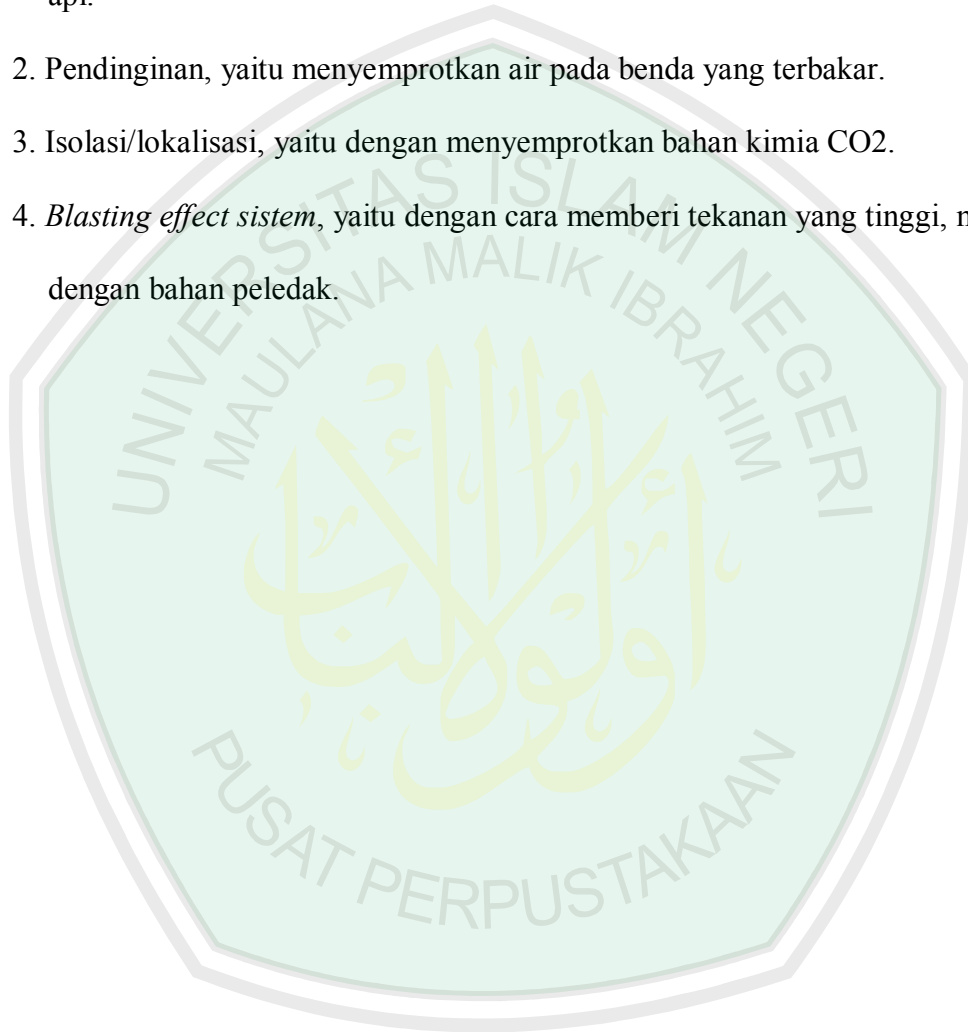 api.
2. Pendinginan, yaitu menyemprotkan air pada benda yang terbakar.
3. Isolasi/lokalisasi, yaitu dengan menyemprotkan bahan kimia CO2.
4. Blasting effect sistem, yaitu dengan cara memberi tekanan yang tinggi, m
dengan bahan peledak.
UNIVERSITAS ISLAM NEGERI
MAULANA MALIK IBRAHIM
أولوا الألباب
PUSAT PERPUSTAKAAN